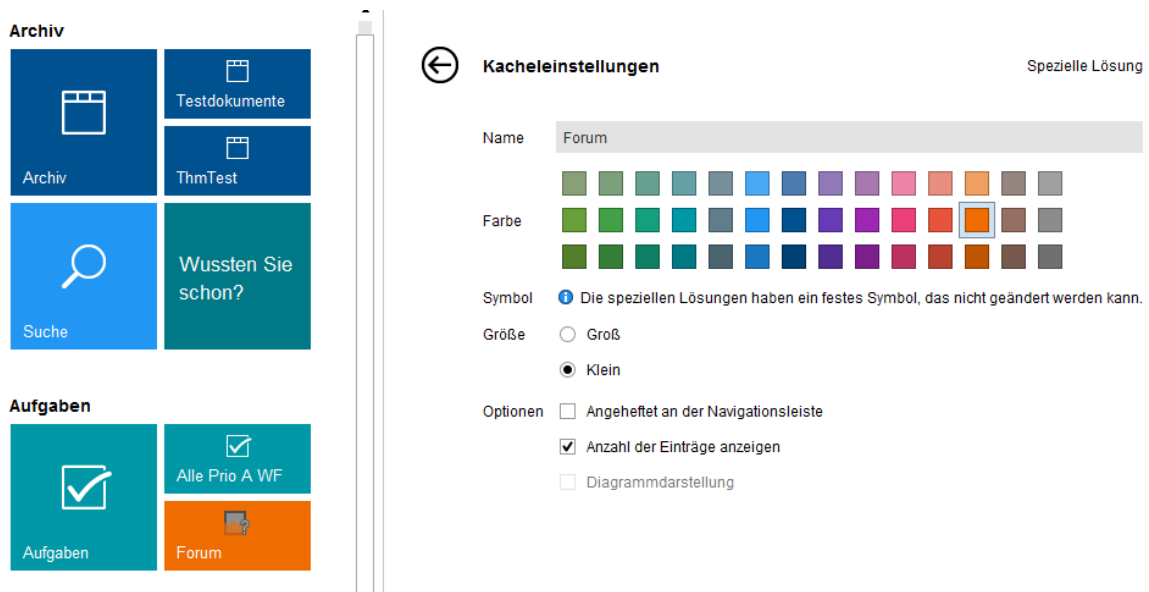 Archiv
Archiv
Testdokumente
ThmTest
Suche
Wussten Sie
schon?
Aufgaben
Aufgaben
Alle Prio A WF
Forum
Kacheleinstellungen
Spezielle Lösung
Name
Forum
Farbe
Symbol
Die speziellen Lösungen haben ein festes Symbol, das nicht geändert werden kann.
Größe
Groß
Klein
Optionen
Angeheftet an der Navigationsleiste
Anzahl der Einträge anzeigen
Diagrammdarstellung